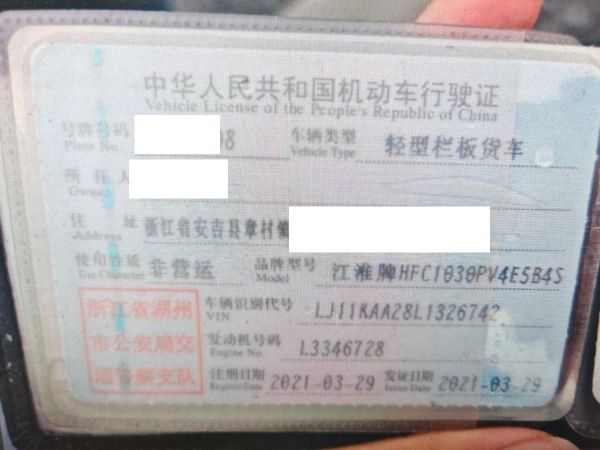 中华人民共和国机动车行驶证
Vehicle License of the People's Republic of China
号牌号码 98 车辆类型 轻型栏板货车
Plate No. Vehicle Type
所有人
Owner
住 址 浙江省安吉县章村镇
Address
使用性质 非营运 品牌型号 江淮牌HFC1030PV4E5B4S
Use Character Model
浙江省湖州市公安局交通警察支队
车辆识别代号 LJ11KAA28L1326742
VIN
发动机号码 L3346728
Engine No.
注册日期 2021-03-29 发证日期 2021-03-29
Register Date Issue Date